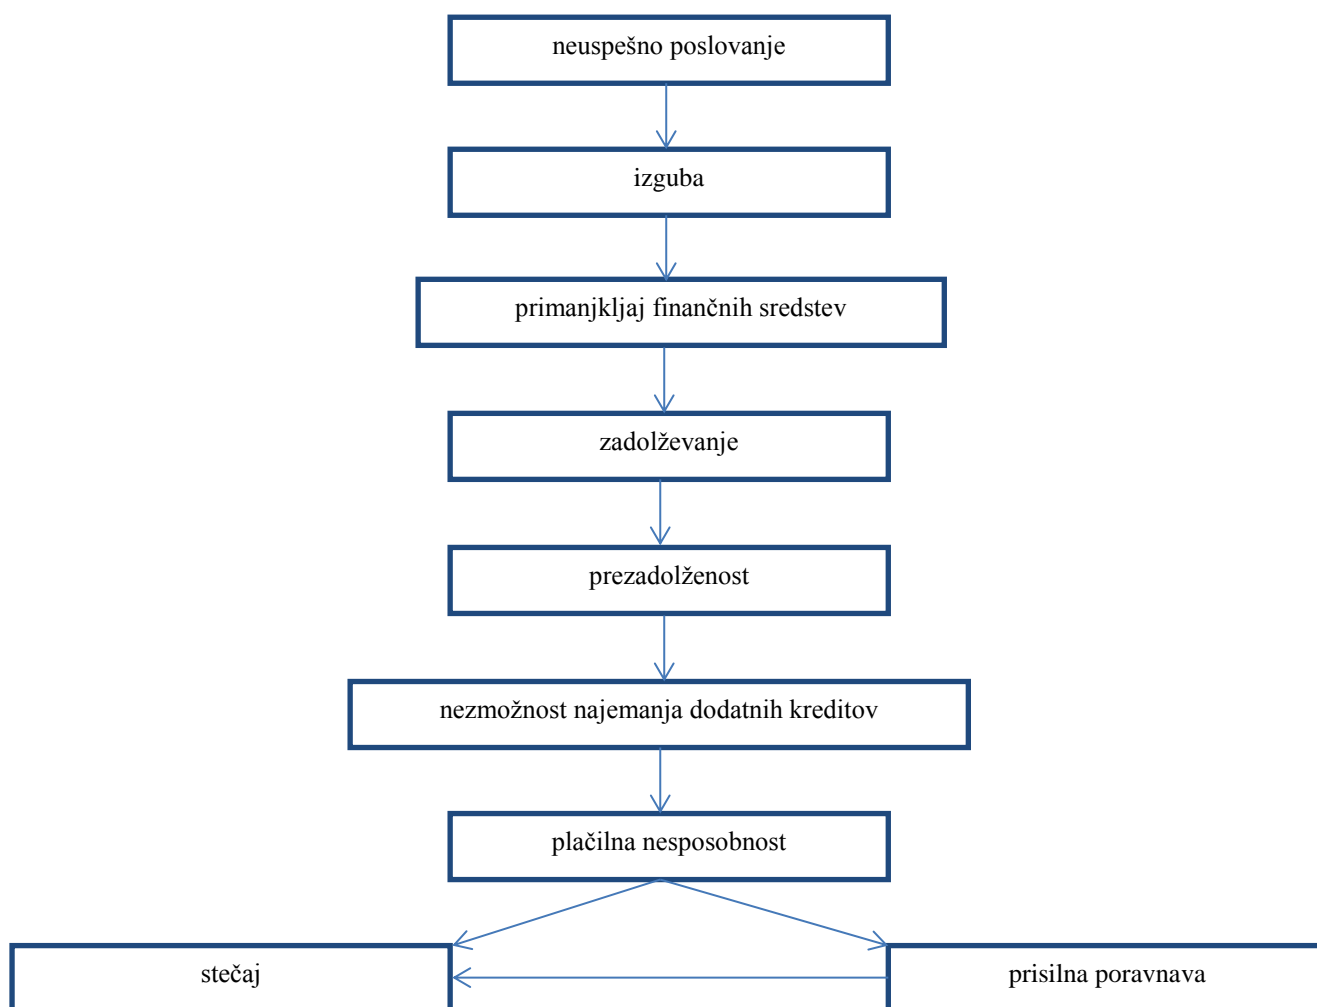 neuspešno poslovanje
izguba
primanjkljaj finančnih sredstev
zadolževanje
prezadolženost
nezmožnost najemanja dodatnih kreditov
plačilna nesposobnost
stečaj
prisilna poravnava